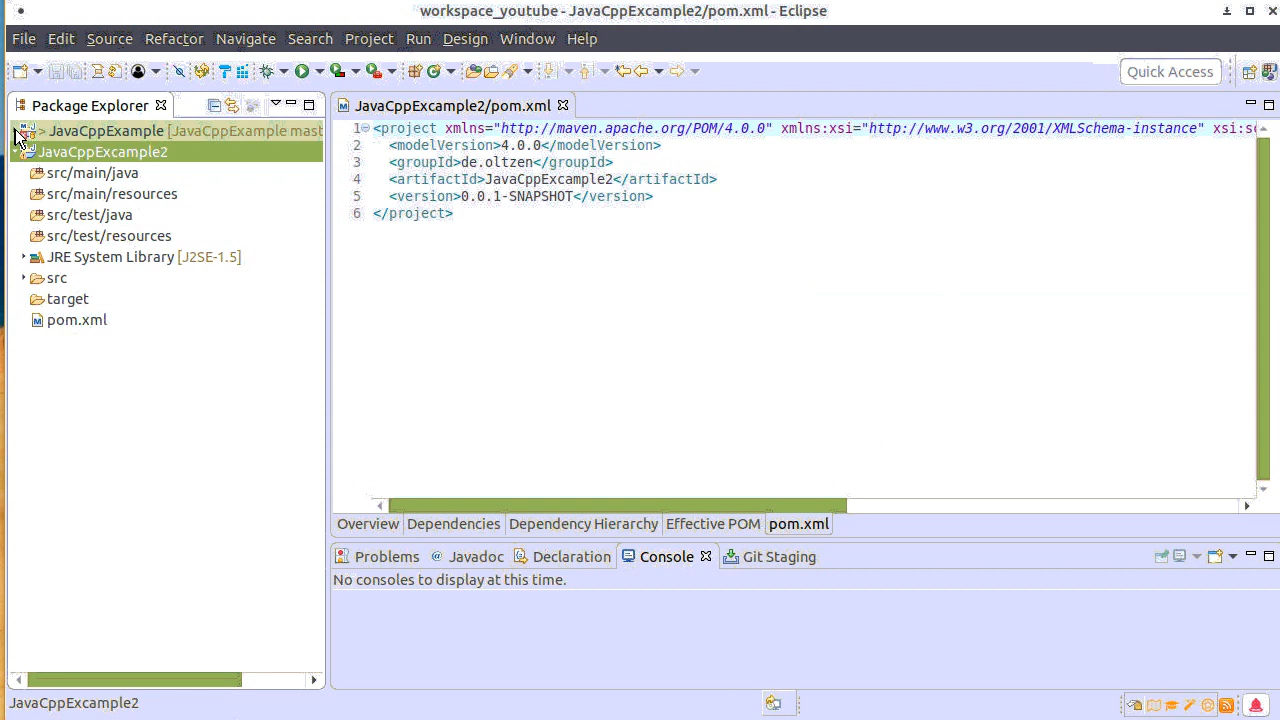 workspace_youtube - JavaCppExcample2/pom.xml - Eclipse
File Edit Source Refactor Navigate Search Project Run Design Window Help
Quick Access
Package Explorer
> JavaCppExample [JavaCppExample mast
JavaCppExcample2
src/main/java
src/main/resources
src/test/java
src/test/resources
JRE System Library [J2SE-1.5]
src
target
pom.xml
JavaCppExcample2/pom.xml
1 <project xmlns="http://maven.apache.org/POM/4.0.0" xmlns:xsi="http://www.w3.org/2001/XMLSchema-instance" xsi:sc
2 <modelVersion>4.0.0</modelVersion>
3 <groupId>de.oltzen</groupId>
4 <artifactId>JavaCppExcample2</artifactId>
5 <version>0.0.1-SNAPSHOT</version>
6 </project>
Overview Dependencies Dependency Hierarchy Effective POM pom.xml
Problems @ Javadoc Declaration Console Git Staging
No consoles to display at this time.
JavaCppExcample2